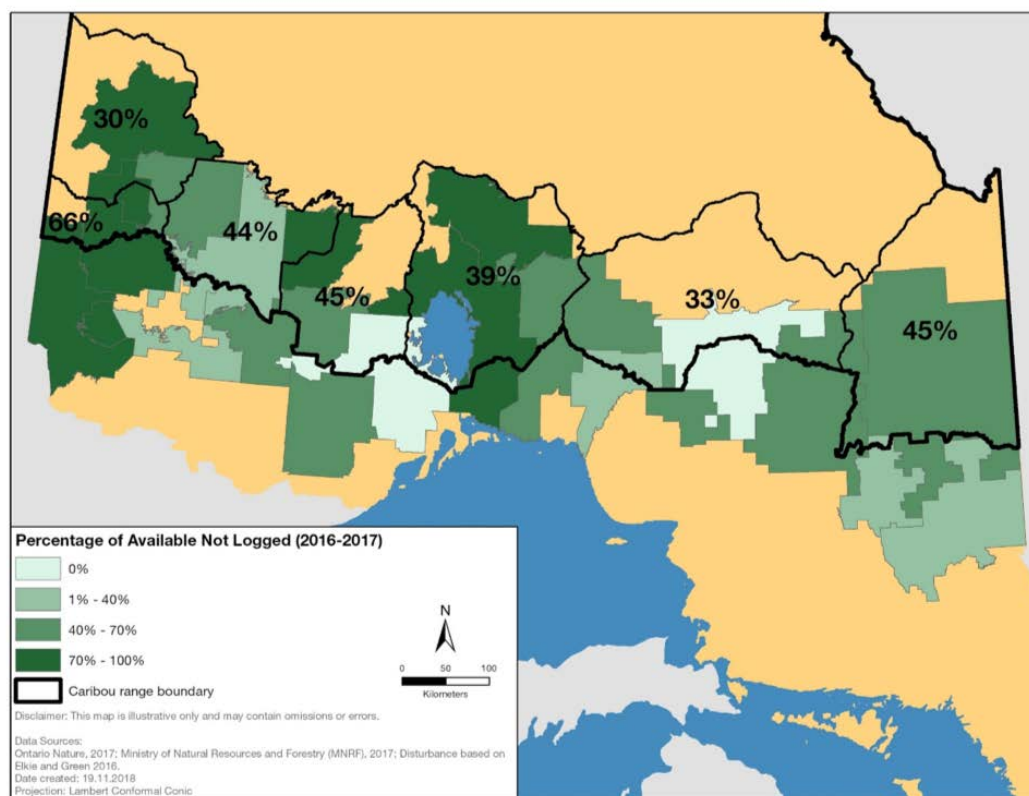 30%
66%
44%
45%
39%
33%
45%
Percentage of Available Not Logged (2016-2017)
0%
1% - 40%
40% - 70%
70% - 100%
Caribou range boundary
N
0 50 100
Kilometers
Disclaimer: This map is illustrative only and may contain omissions or errors.
Data Sources:
Ontario Nature, 2017; Ministry of Natural Resources and Forestry (MNRF), 2017; Disturbance based on
Elkie and Green 2016.
Date created: 19.11.2018
Projection: Lambert Conformal Conic